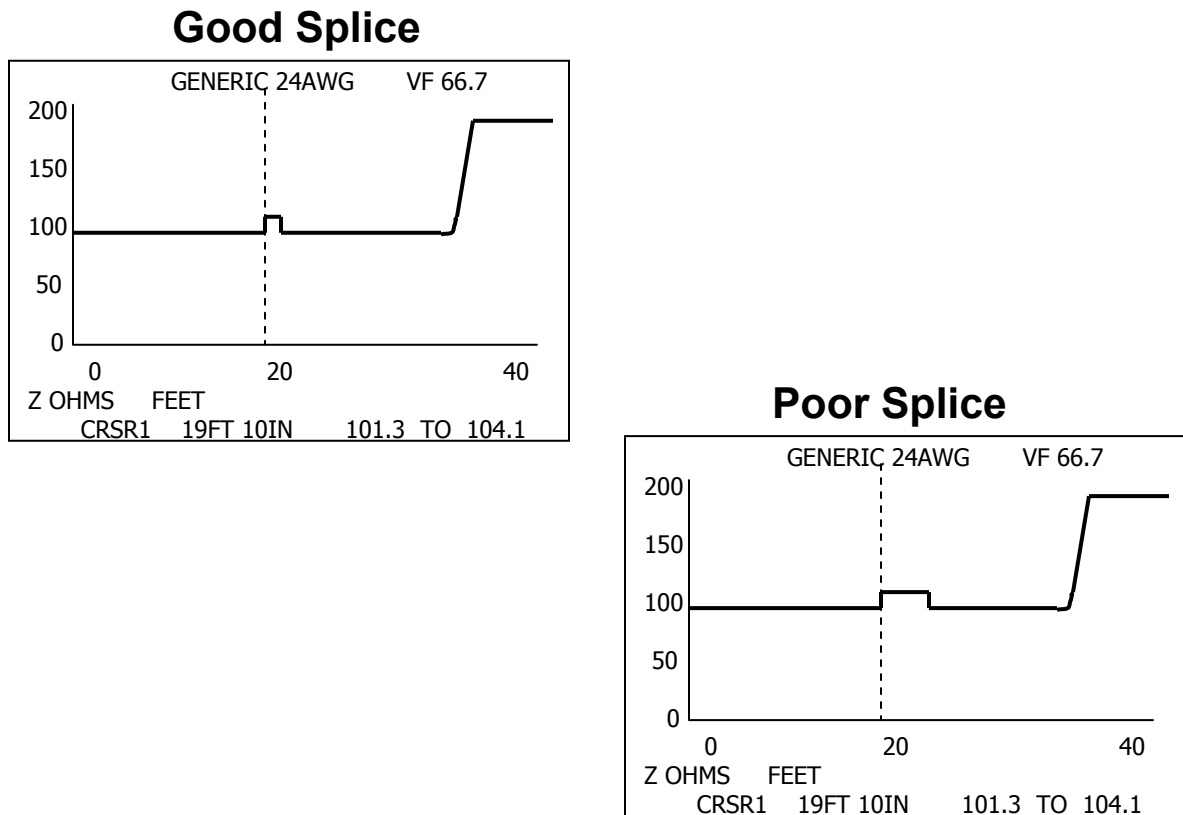 Good Splice
GENERIC 24AWG VF 66.7
200
150
100
50
0
0 20 40
Z OHMS FEET
CRSR1 19FT 10IN 101.3 TO 104.1
Poor Splice
GENERIC 24AWG VF 66.7
200
150
100
50
0
0 20 40
Z OHMS FEET
CRSR1 19FT 10IN 101.3 TO 104.1